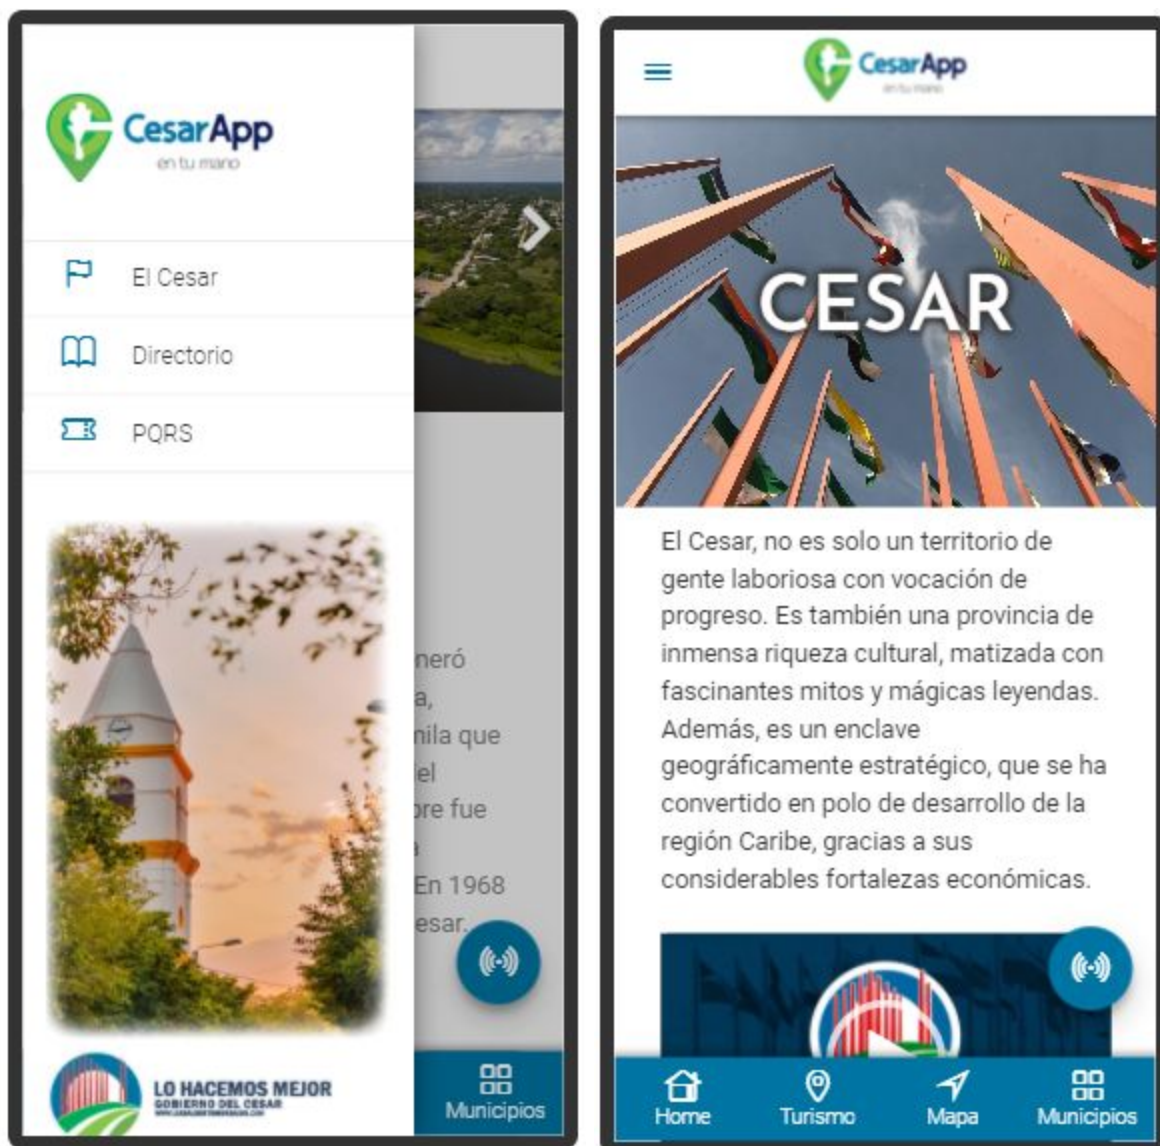 CesarApp
en tu mano
El Cesar
Directorio
PQRS
neró
a,
mila que
el
ore fue
a
En 1968
esar.
LO HACEMOS MEJOR
GOBIERNO DEL CESAR
Municipios
CesarApp
en tu mano
CESAR
El Cesar, no es solo un territorio de
gente laboriosa con vocación de
progreso. Es también una provincia de
inmensa riqueza cultural, matizada con
fascinantes mitos y mágicas leyendas.
Además, es un enclave
geográficamente estratégico, que se ha
convertido en polo de desarrollo de la
región Caribe, gracias a sus
considerables fortalezas económicas.
Home
Turismo
Mapa
Municipios